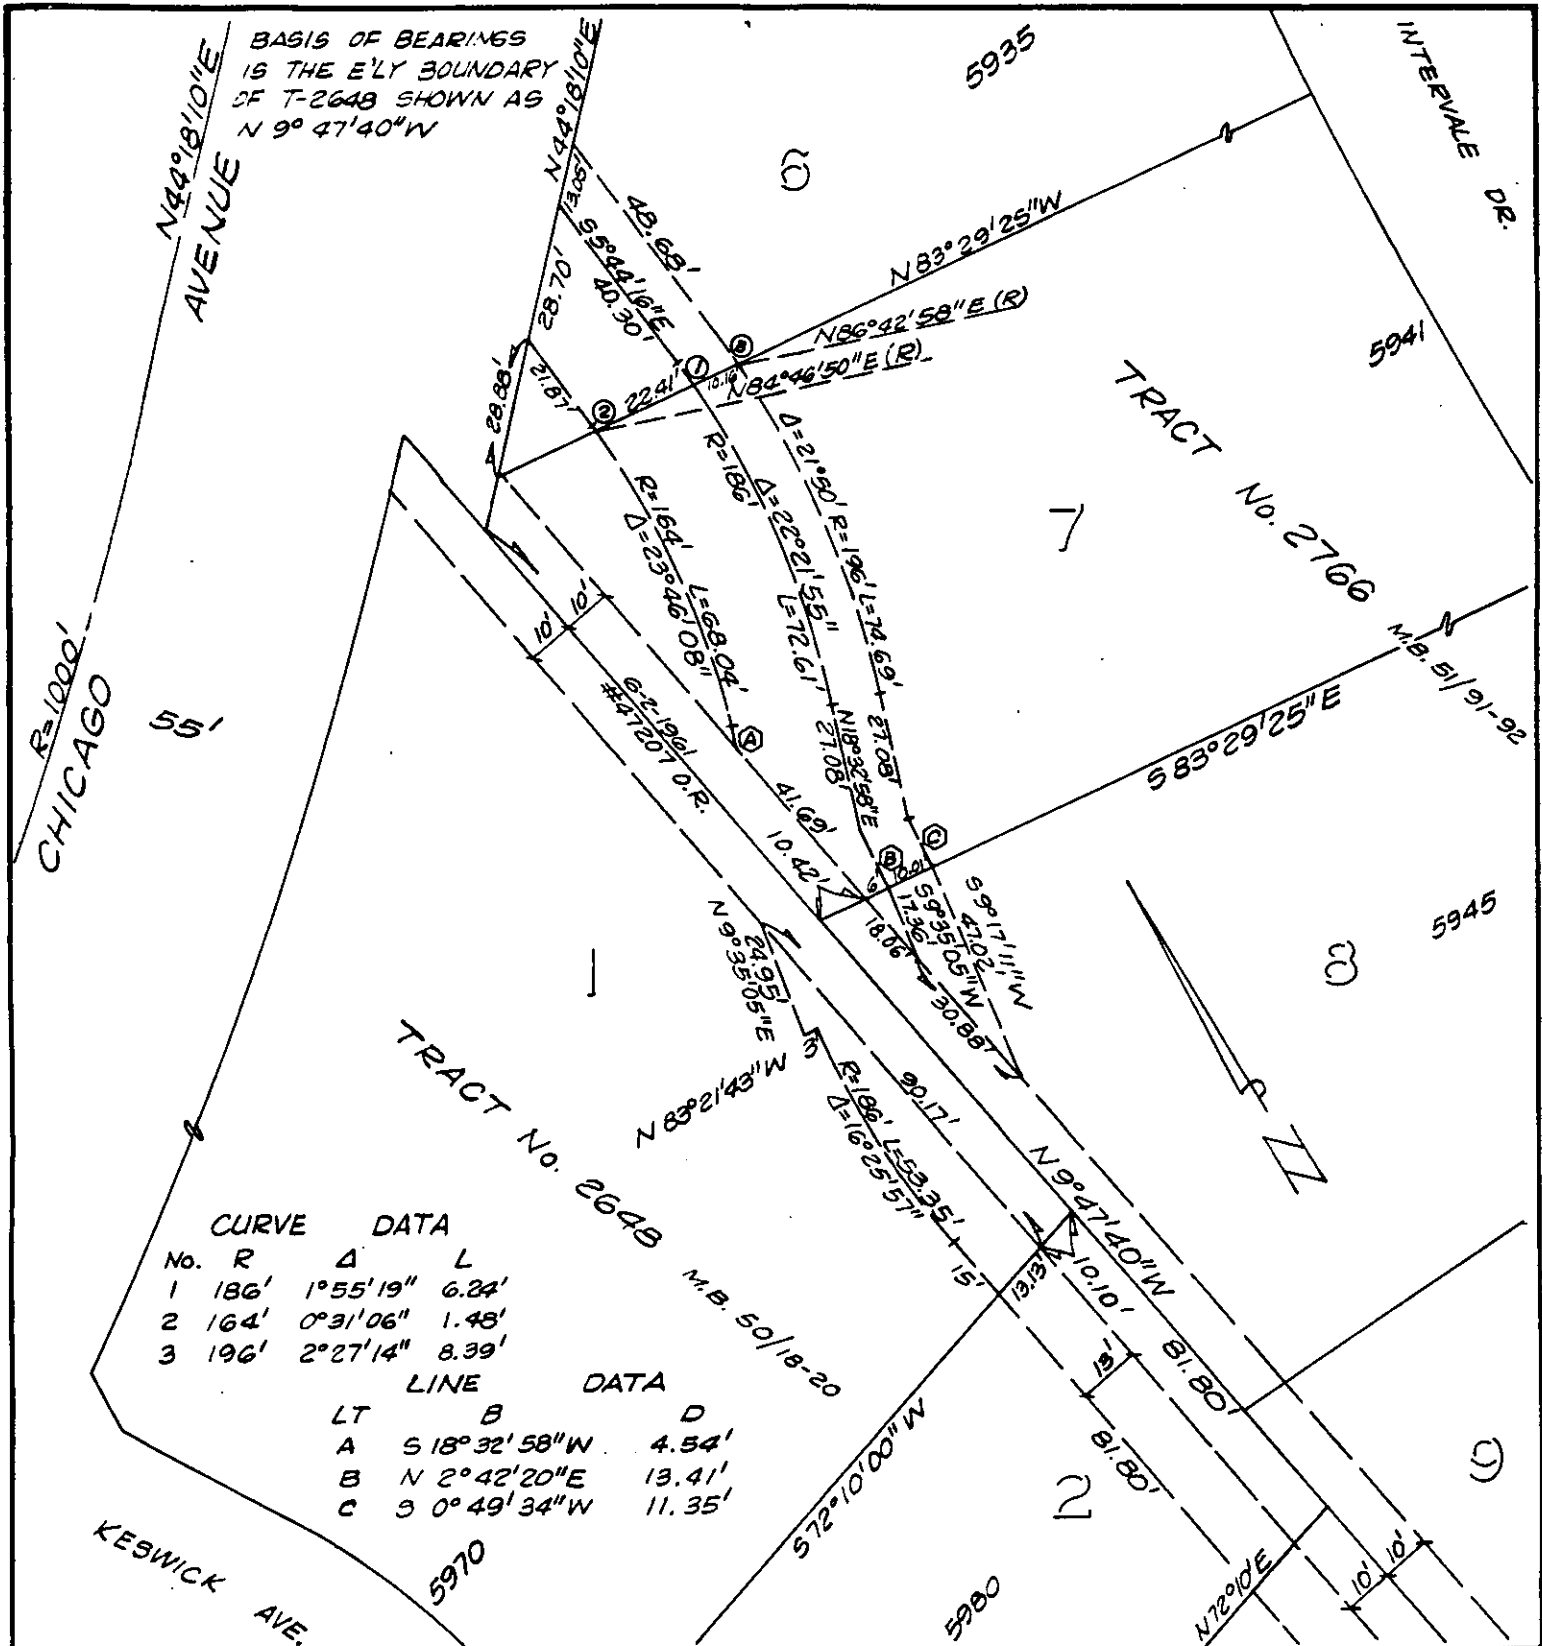 BASIS OF BEARINGS
IS THE E'LY BOUNDARY
OF T-2648 SHOWN AS
N 9° 47'40"W
N44°18'10"E
AVENUE
N44°18'10"E
5935
INTERVALE DR.
6
13.05'
48.68'
S5°44'16"E
40.30'
28.70'
N 83° 29' 25" W
N86°42'58"E (R)
N84°46'50"E (R)
5941
28.88'
21.87'
2
22.41'
1
10.16'
8
TRACT No. 2766
M.B. 51/91-92
R=186'
Δ=22°21'55"
L=72.61'
Δ=21°50' R=196' L=74.69'
R=164' L=68.04'
Δ=23°46'08"
7
R=1000'
CHICAGO
55'
10'
10'
6-2-1961
#47207 O.R.
A
41.69'
10.42'
N18°32'58"E
27.08'
27.08'
S 83° 29' 25" E
B
C
6'
10.01'
18.06'
17.36'
S9°35'05"W
S9°17'11"W
47.02'
30.88'
5945
8
1
24.95'
N9°35'05"E
3
N 83°21'43" W
R=186' L=53.35'
Δ=16°25'57"
90.17'
N 9°47'40" W
TRACT No. 2648
M.B. 50/18-20
15'
13.13'
10.10'
81.80'
13'
81.80'
CURVE DATA
No. R Δ L
1 186' 1°55'19" 6.24'
2 164' 0°31'06" 1.48'
3 196' 2°27'14" 8.39'
LINE DATA
LT B D
A S 18° 32' 58" W 4.54'
B N 2° 42' 20" E 13.41'
C S 0° 49' 34" W 11.35'
S72°10'00" W
2
9
KESWICK AVE.
5970
5980
N72°10'E
10'
10'
N